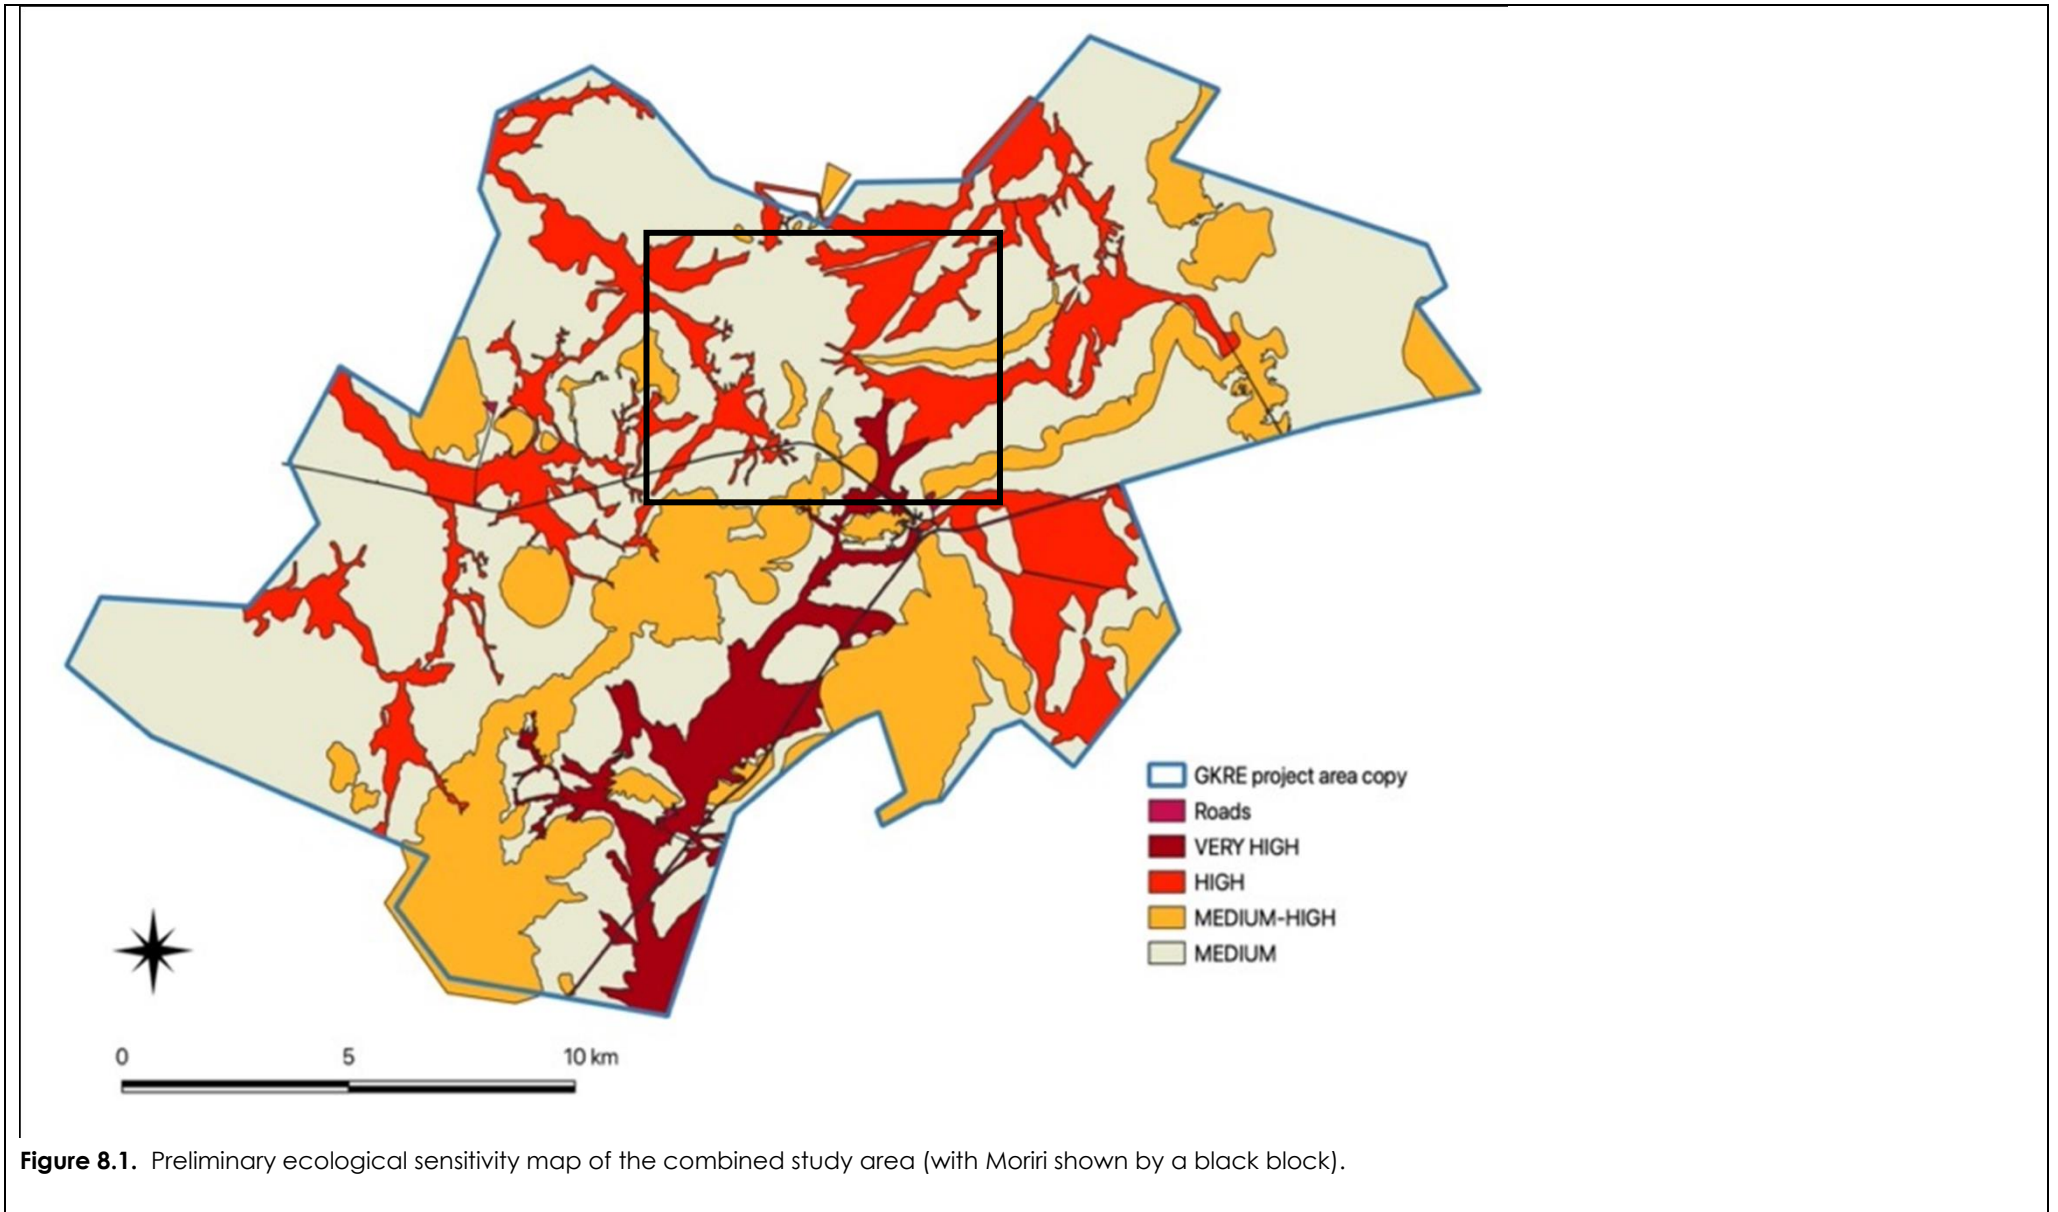 GKRE project area copy
Roads
VERY HIGH
HIGH
MEDIUM-HIGH
MEDIUM
0 5 10 km
Figure 8.1. Preliminary ecological sensitivity map of the combined study area (with Moriri shown by a black block).